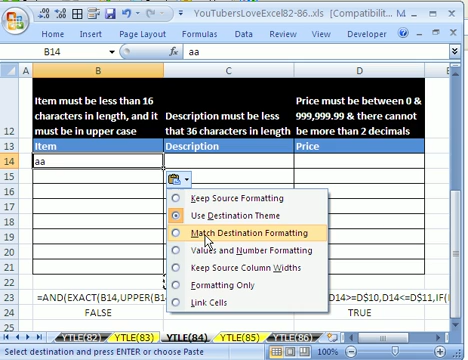 YouTubersLoveExcel82-86..xls [Compatibilit...
Home Insert Page Layout Formulas Data Review View Developer
B14 fx aa
A B C D E
12 Item must be less than 16 characters in length, and it must be in upper case Description must be less that 36 characters in length Price must be between 0 & 999,999.99 & there cannot be more than 2 decimals
13 Item Description Price
14 aa
15
16 Keep Source Formatting
17 Use Destination Theme
18 Match Destination Formatting
19 Values and Number Formatting
20 Keep Source Column Widths
21 Formatting Only
22 Link Cells
23 =AND(EXACT(B14,UPPER(B1 D14>=D$10,D14<=D$11,IF(I
24 FALSE TRUE
YTLE(82) YTLE(83) YTLE(84) YTLE(85) YTLE(86)
Select destination and press ENTER or choose Paste 100%